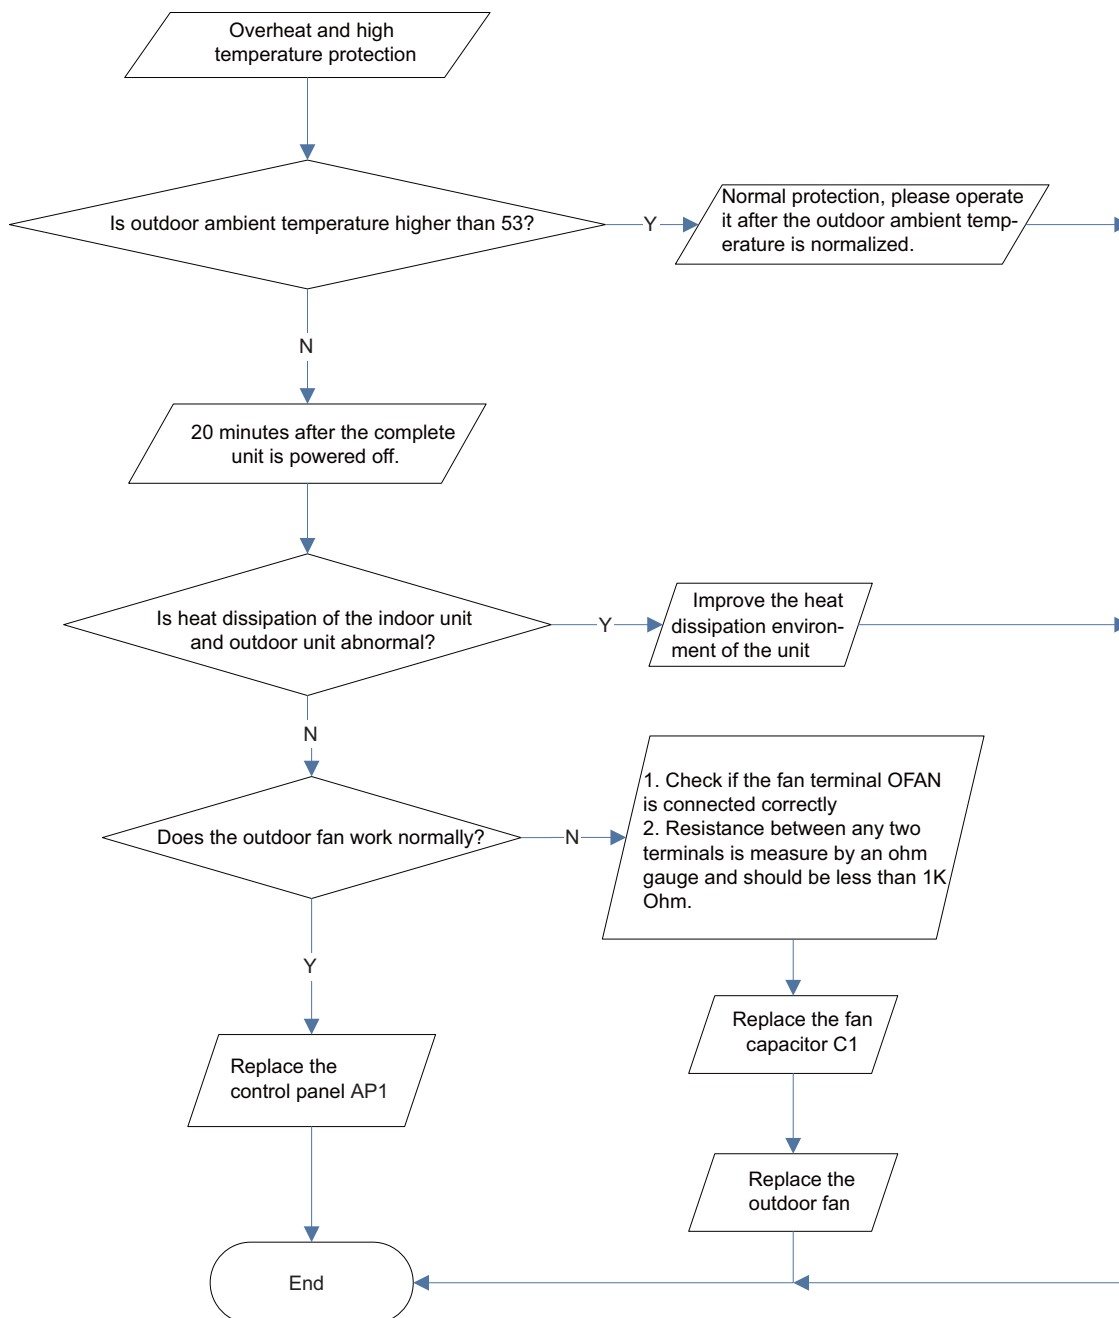 Overheat and high
temperature protection
Is outdoor ambient temperature higher than 53?
Y
Normal protection, please operate
it after the outdoor ambient temp-
erature is normalized.
N
20 minutes after the complete
unit is powered off.
Is heat dissipation of the indoor unit
and outdoor unit abnormal?
Y
Improve the heat
dissipation environ-
ment of the unit
N
Does the outdoor fan work normally?
N
1. Check if the fan terminal OFAN
is connected correctly
2. Resistance between any two
terminals is measure by an ohm
gauge and should be less than 1K
Ohm.
Y
Replace the fan
capacitor C1
Replace the
control panel AP1
Replace the
outdoor fan
End